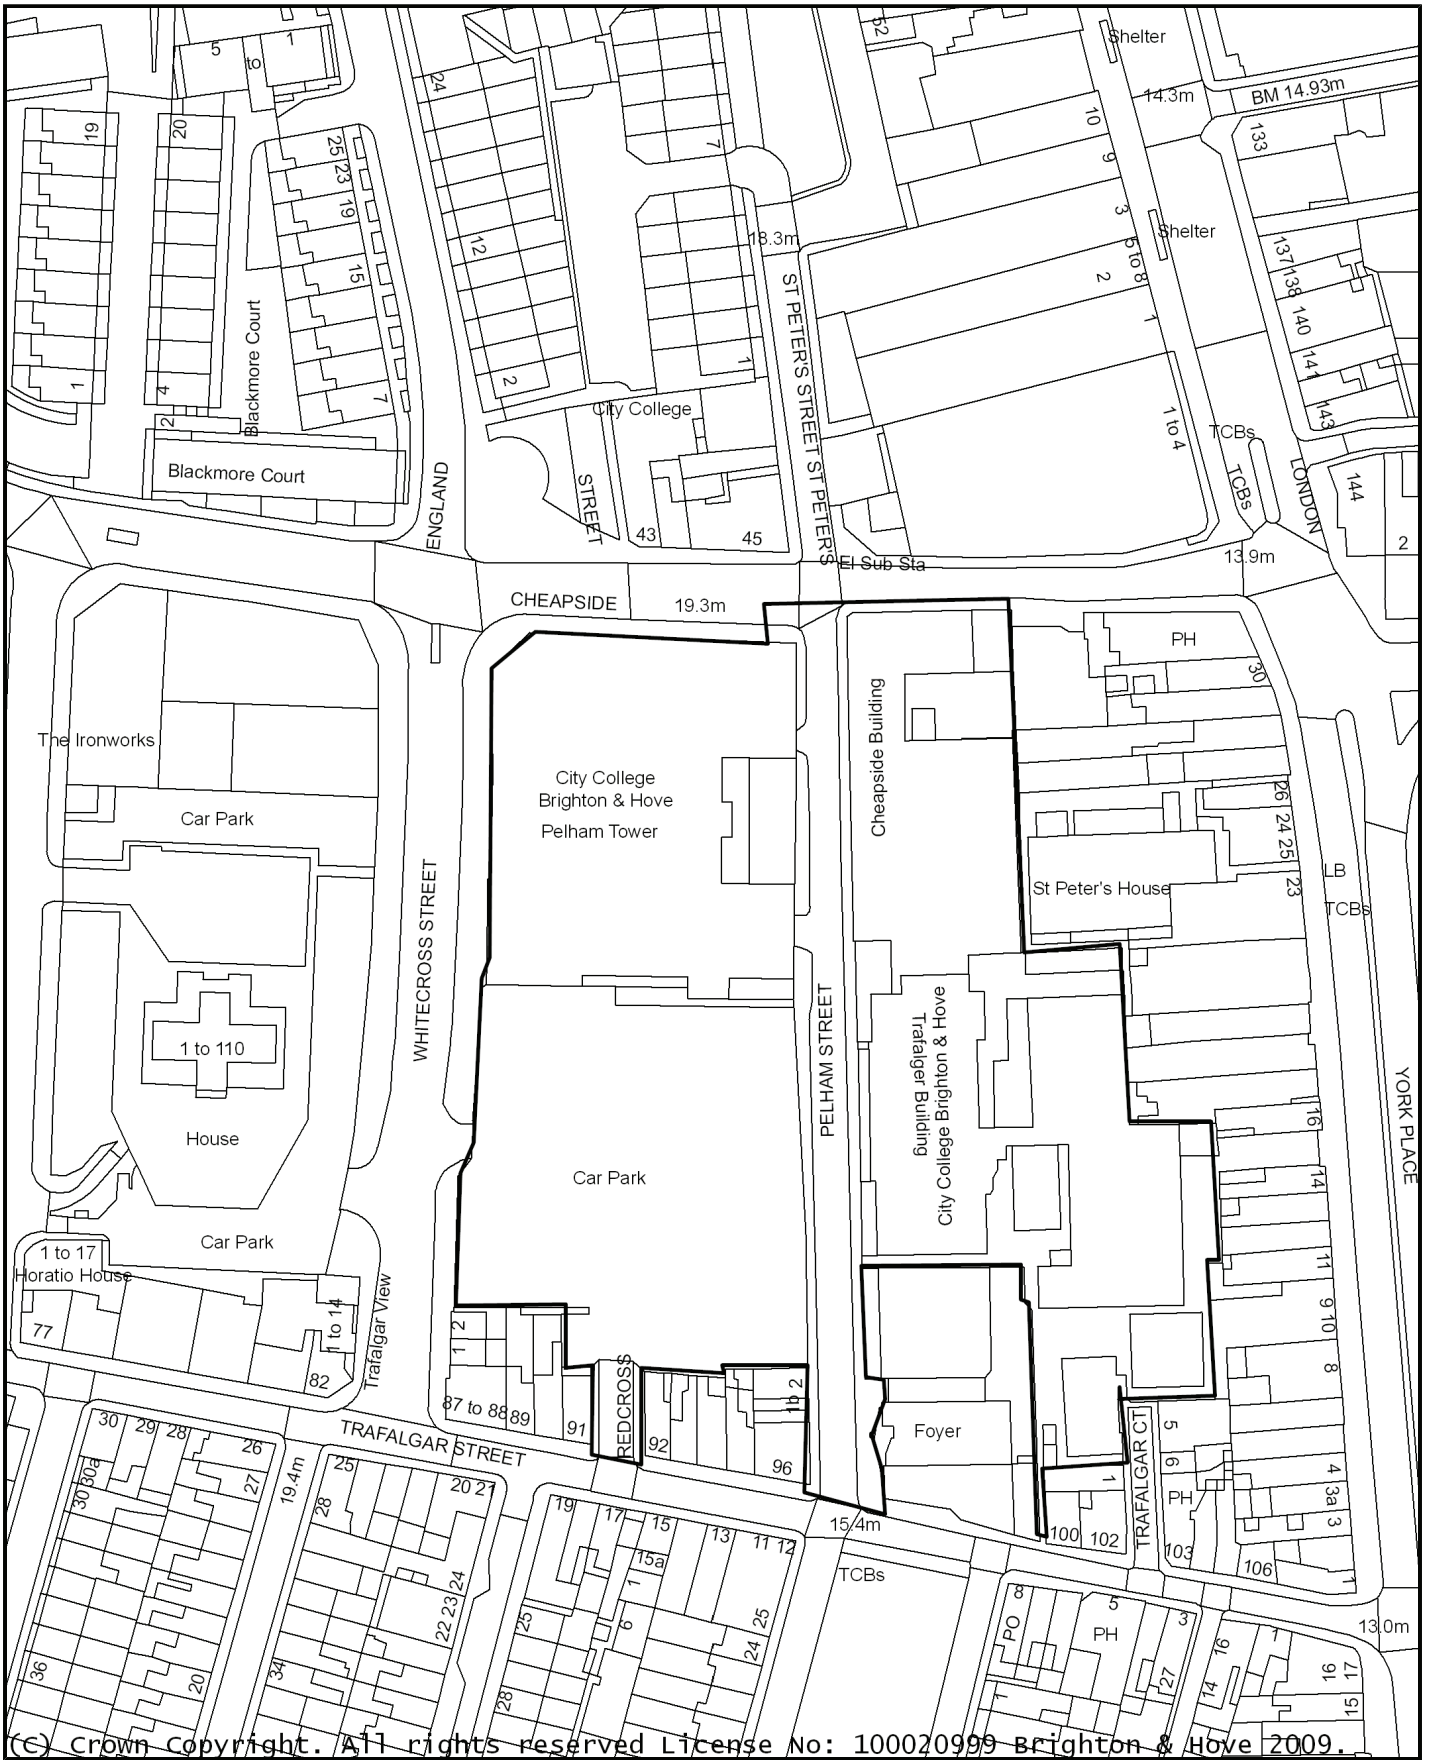 5 to 1
24
52
Shelter
14.3m
BM 14.93m
19
20
25
23
19
15
7
12
2
7
1
10
9
3
5 to 8
2
1
1 to 4
133
Shelter
18.3m
137
138
140
141
143
144
2
1
4
2
Blackmore Court
Blackmore Court
City College
ST PETER'S STREET ST PETER'S
TCBs
TCBs
LONDON
ENGLAND
STREET
43
45
El Sub Sta
13.9m
CHEAPSIDE
19.3m
PH
30
The Ironworks
Car Park
City College
Brighton & Hove
Pelham Tower
Cheapside Building
26
24 25
23
St Peter's House
LB
TCBs
WHITECROSS STREET
PELHAM STREET
City College Brighton & Hove
Trafalger Building
YORK PLACE
1 to 110
House
Car Park
Car Park
16
14
11
9 10
8
1 to 17
Horatio House
77
1 to 14
82
Trafalgar View
2
1
87 to 88
89
91
REDCROSS
92
96
1b 2
Foyer
5
6
PH
TRAFALGAR CT
1
100
102
103
106
4
3a
3
1
TRAFALGAR STREET
15.4m
TCBs
13.0m
30
29
28
26
27
30a
30
36
20
19.4m
25
28
20 21
24
22 23
34
19
17
15
15a
13
11 12
1
6
25
25
24
28
8
PO
5
PH
3
27
1
16
14
1
16
17
15
(c) Crown Copyright. All rights reserved License No: 100020999 Brighton & Hove 2009.